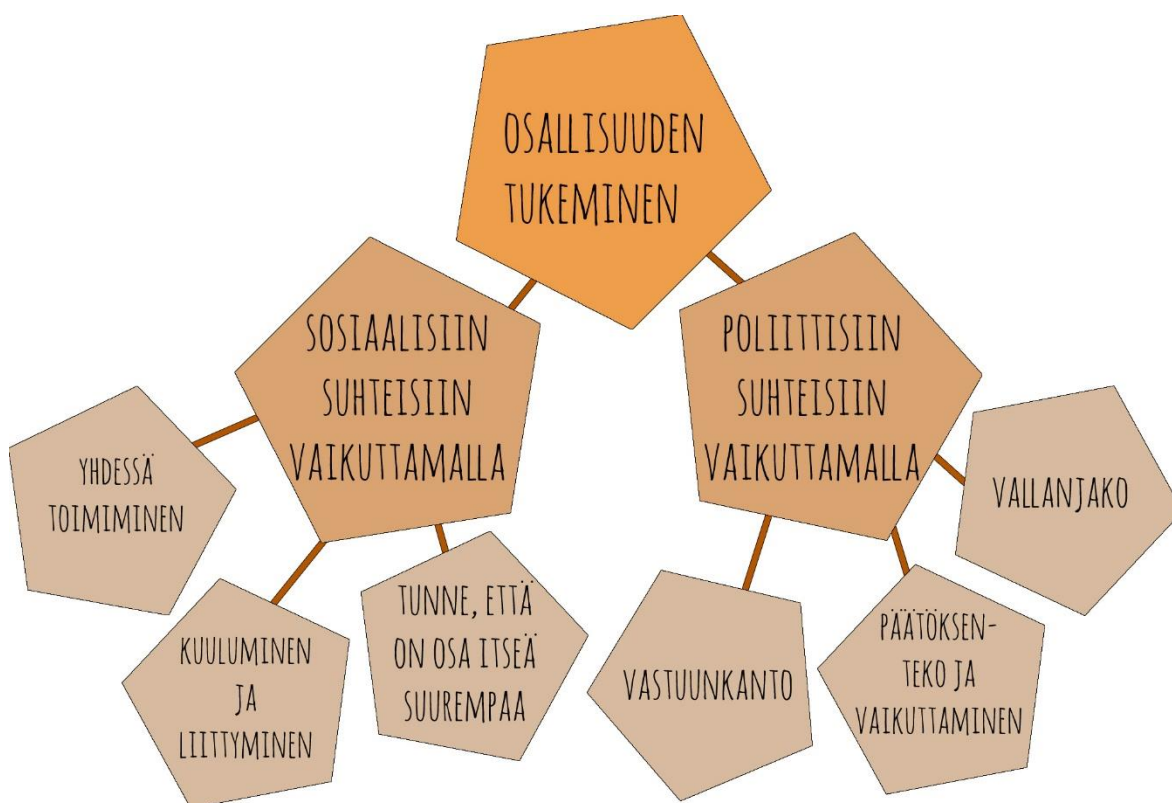 OSALLISUUDEN
TUKEMINEN
SOSIAALISIIN
SUHTEISIIN
VAIKUTTAMALLA
POLIITTISIIN
SUHTEISIIN
VAIKUTTAMALLA
YHDESSÄ
TOIMIMINEN
KUULUMINEN
JA
LIITTYMINEN
TUNNE, ETTÄ
ON OSA ITSEÄ
SUUREMPAA
VASTUUNKANTO
PÄÄTÖKSEN-
TEKO JA
VAIKUTTAMINEN
VALLANJAKO